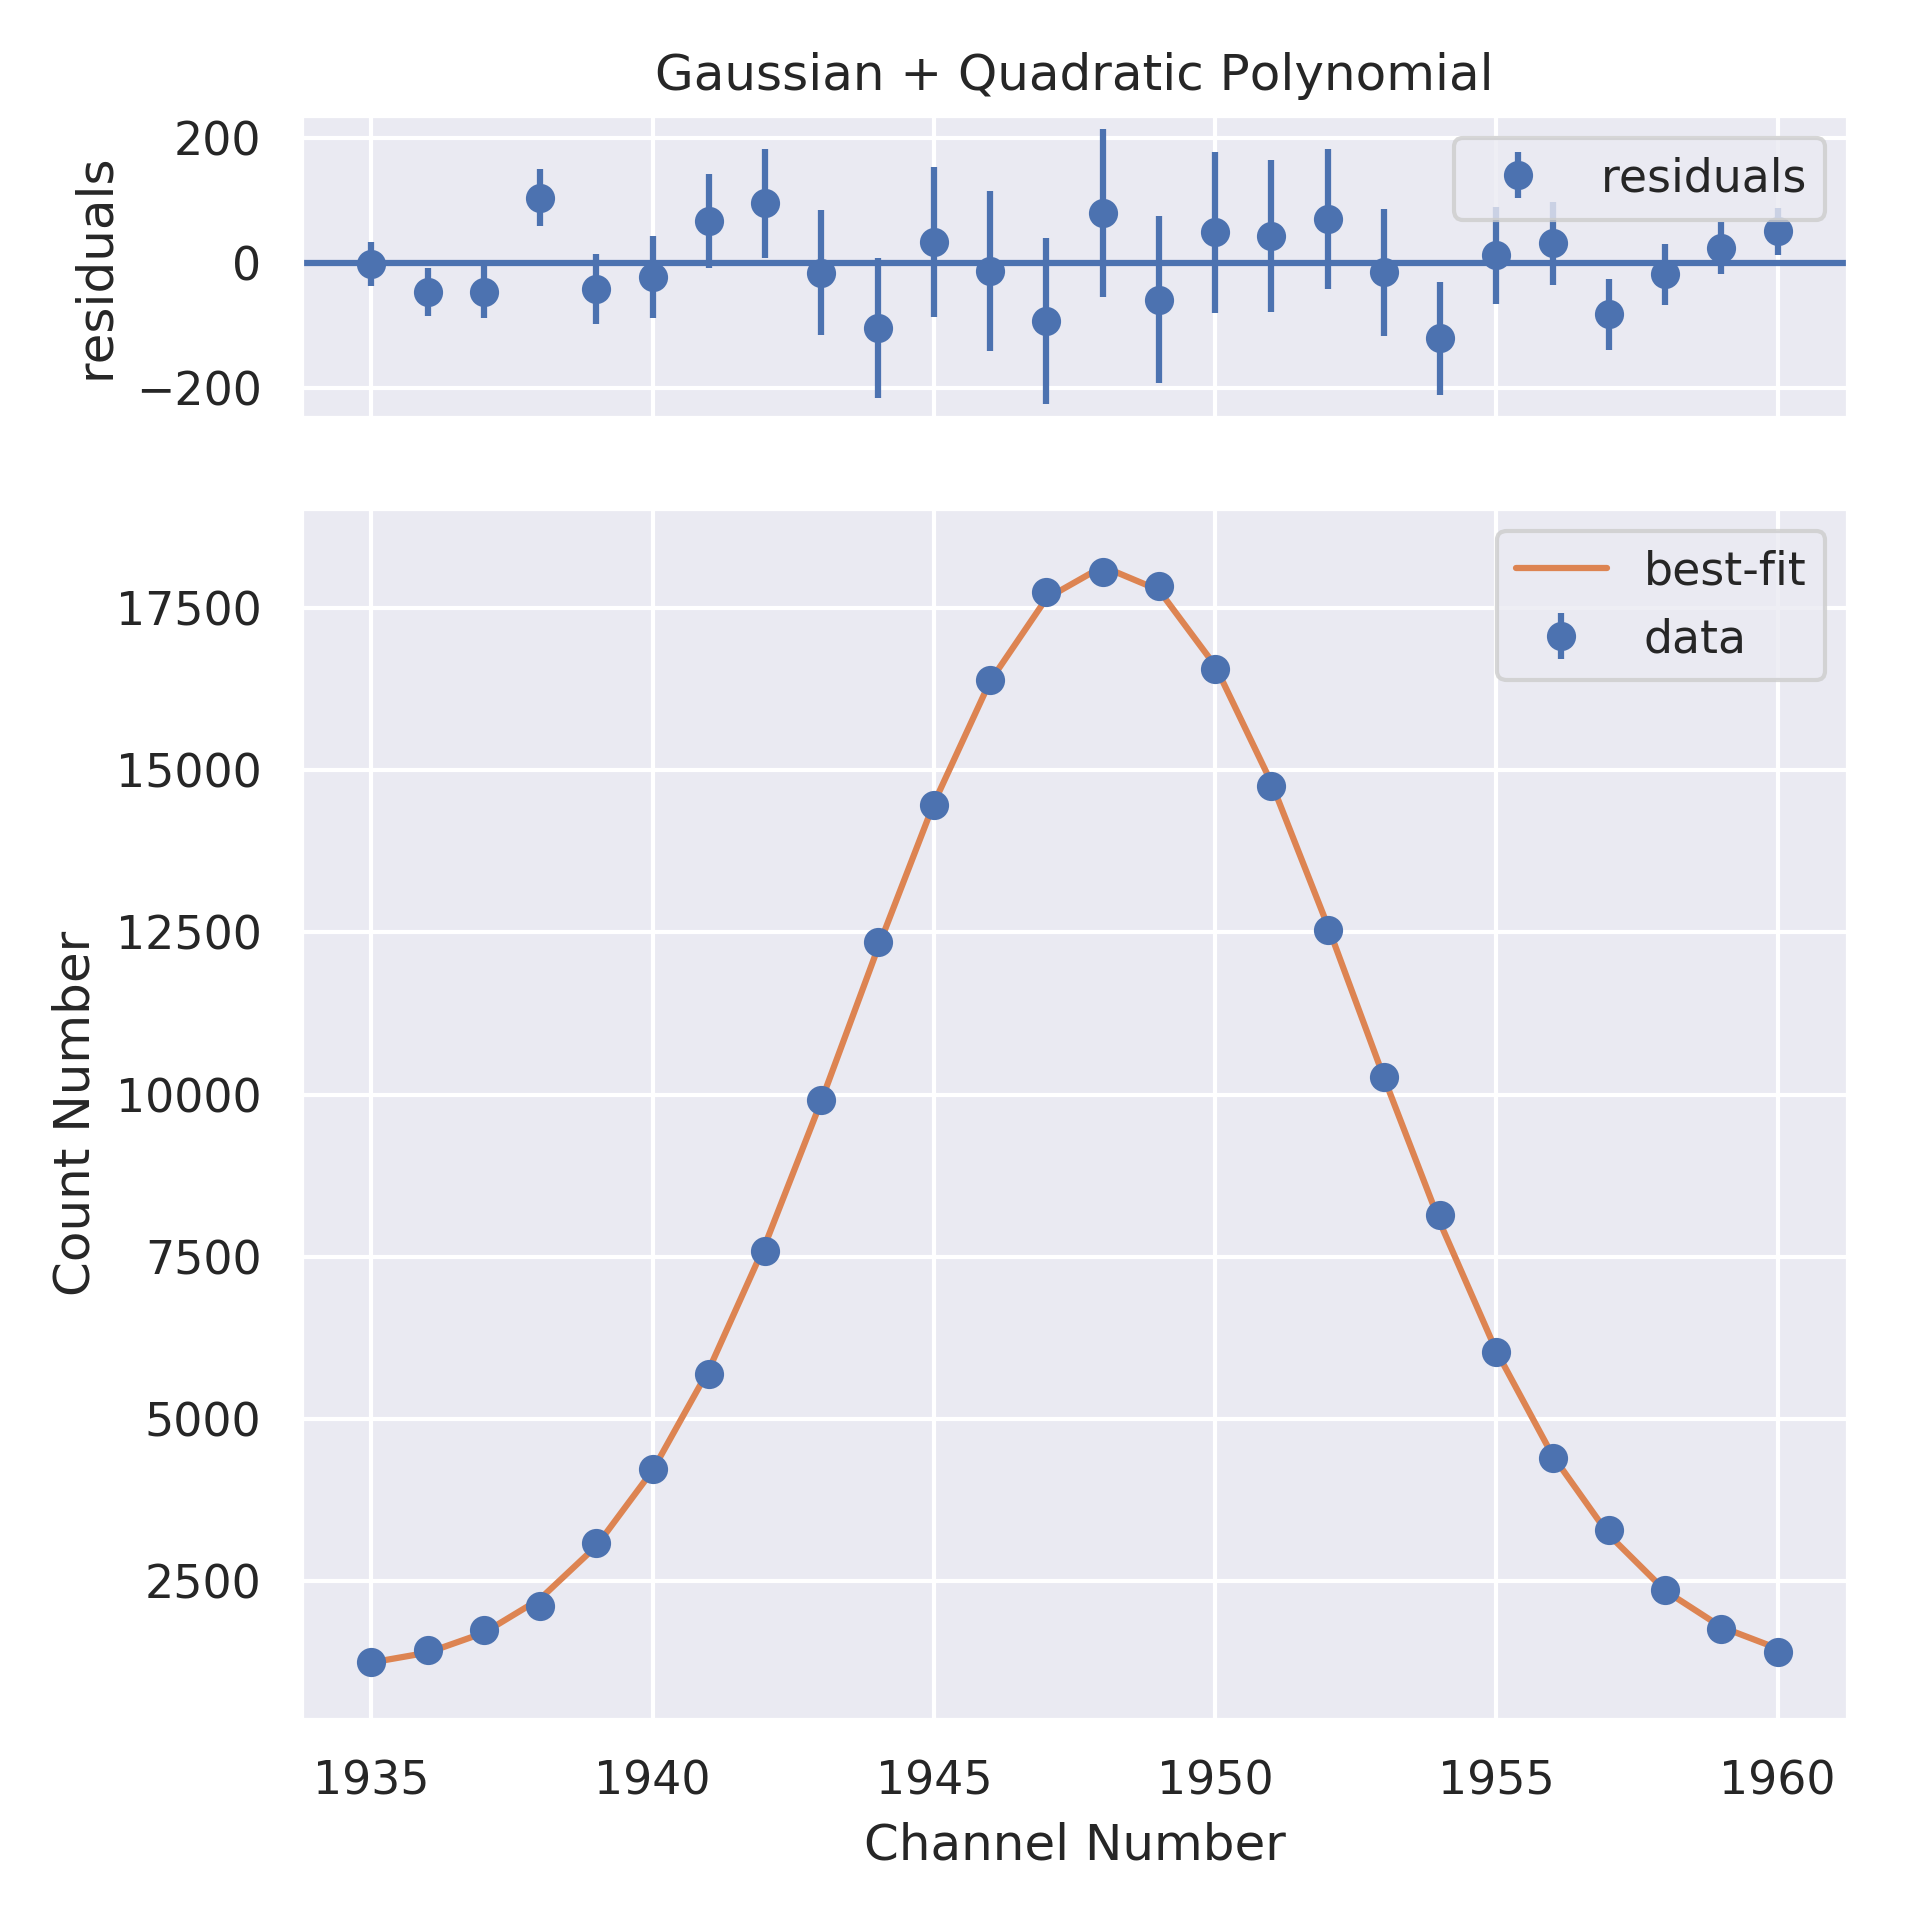 Gaussian + Quadratic Polynomial
residuals
200
0
−200
residuals
Count Number
17500
15000
12500
10000
7500
5000
2500
best-fit
data
1935 1940 1945 1950 1955 1960
Channel Number